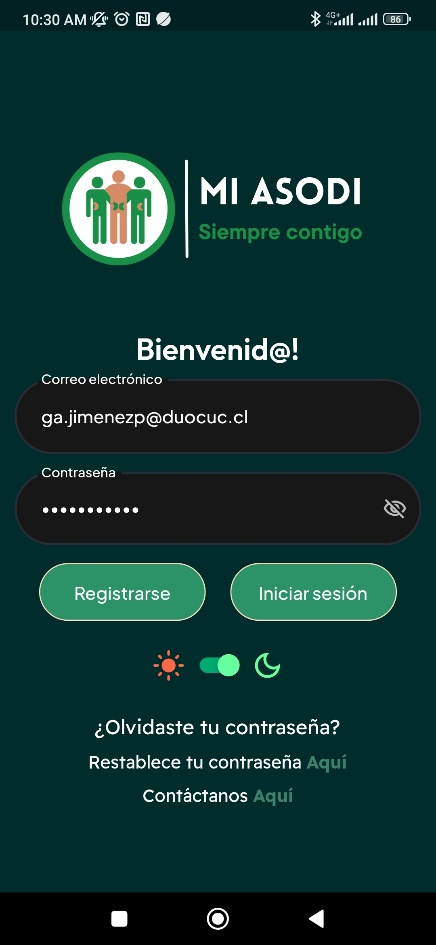 10:30 AM
4G+
86
MI ASODI
Siempre contigo
Bienvenid@!
Correo electrónico
ga.jimenezp@duocuc.cl
Contraseña
•••••••••••
Registrarse
Iniciar sesión
¿Olvidaste tu contraseña?
Restablece tu contraseña Aquí
Contáctanos Aquí